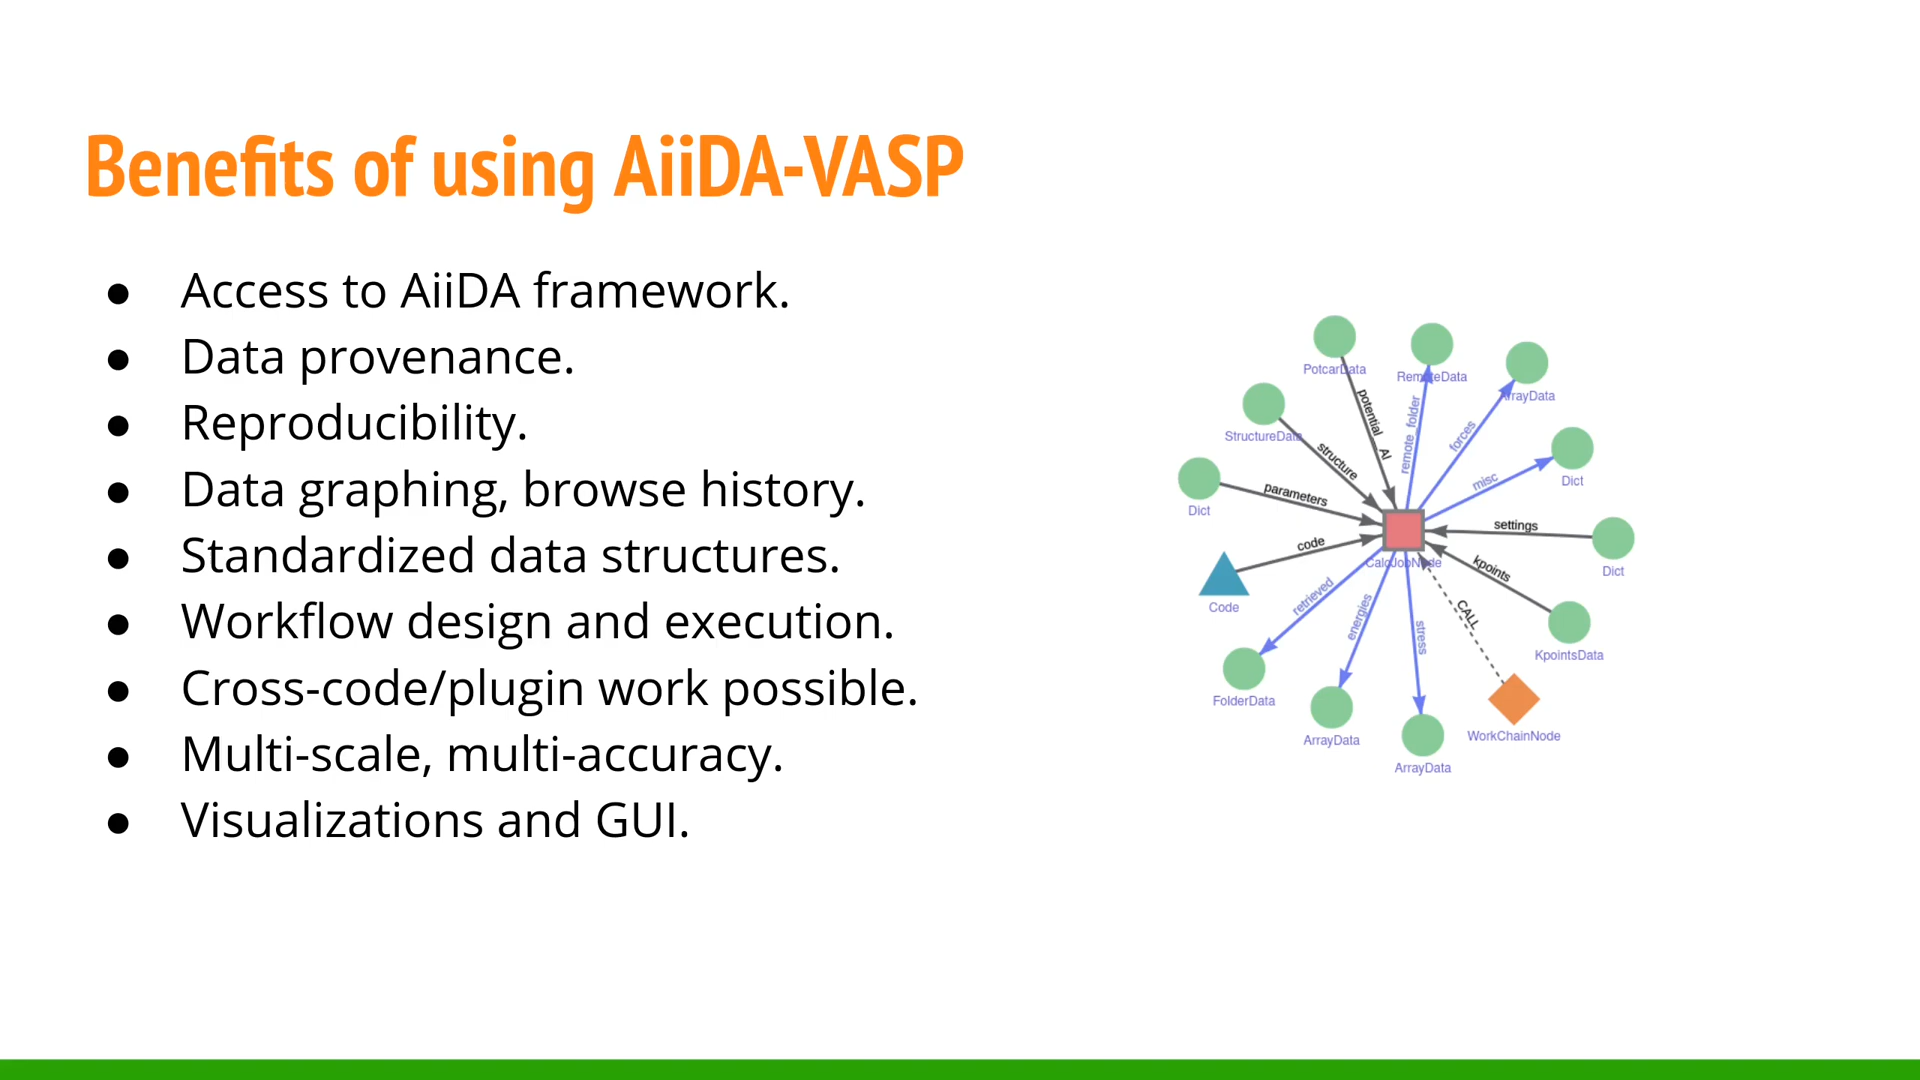 Benefits of using AiiDA-VASP
● Access to AiiDA framework.
● Data provenance.
● Reproducibility.
● Data graphing, browse history.
● Standardized data structures.
● Workflow design and execution.
● Cross-code/plugin work possible.
● Multi-scale, multi-accuracy.
● Visualizations and GUI.
PotcarData
RemoteData
ArrayData
StructureData
Dict
Dict
potential Al
remote_folder
forces
structure
misc
parameters
settings
code
CalcJobNode
kpoints
Code
Dict
retrieved
energies
stress
CALL
KpointsData
FolderData
ArrayData
WorkChainNode
ArrayData